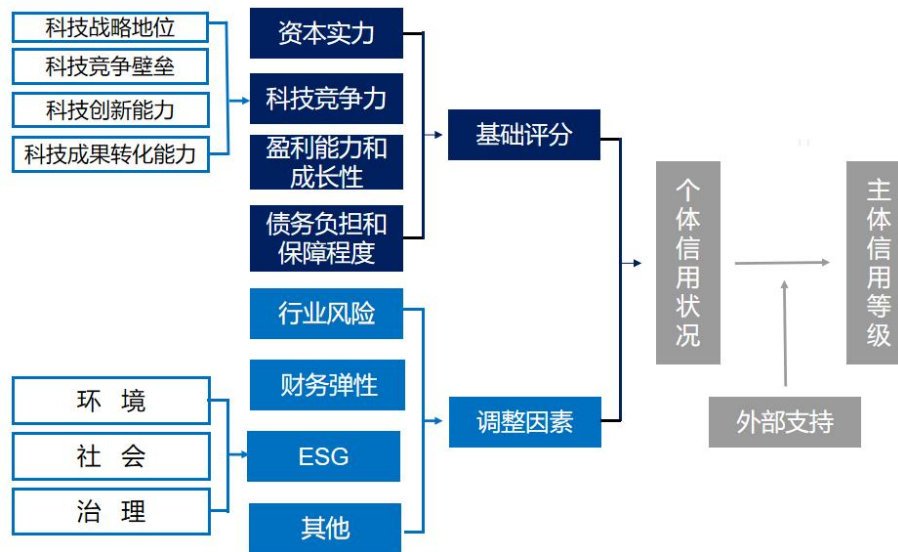 科技战略地位
科技竞争壁垒
科技创新能力
科技成果转化能力
资本实力
科技竞争力
盈利能力和
成长性
债务负担和
保障程度
基础评分
行业风险
财务弹性
ESG
其他
环 境
社 会
治 理
调整因素
个体信用状况
外部支持
主体信用等级